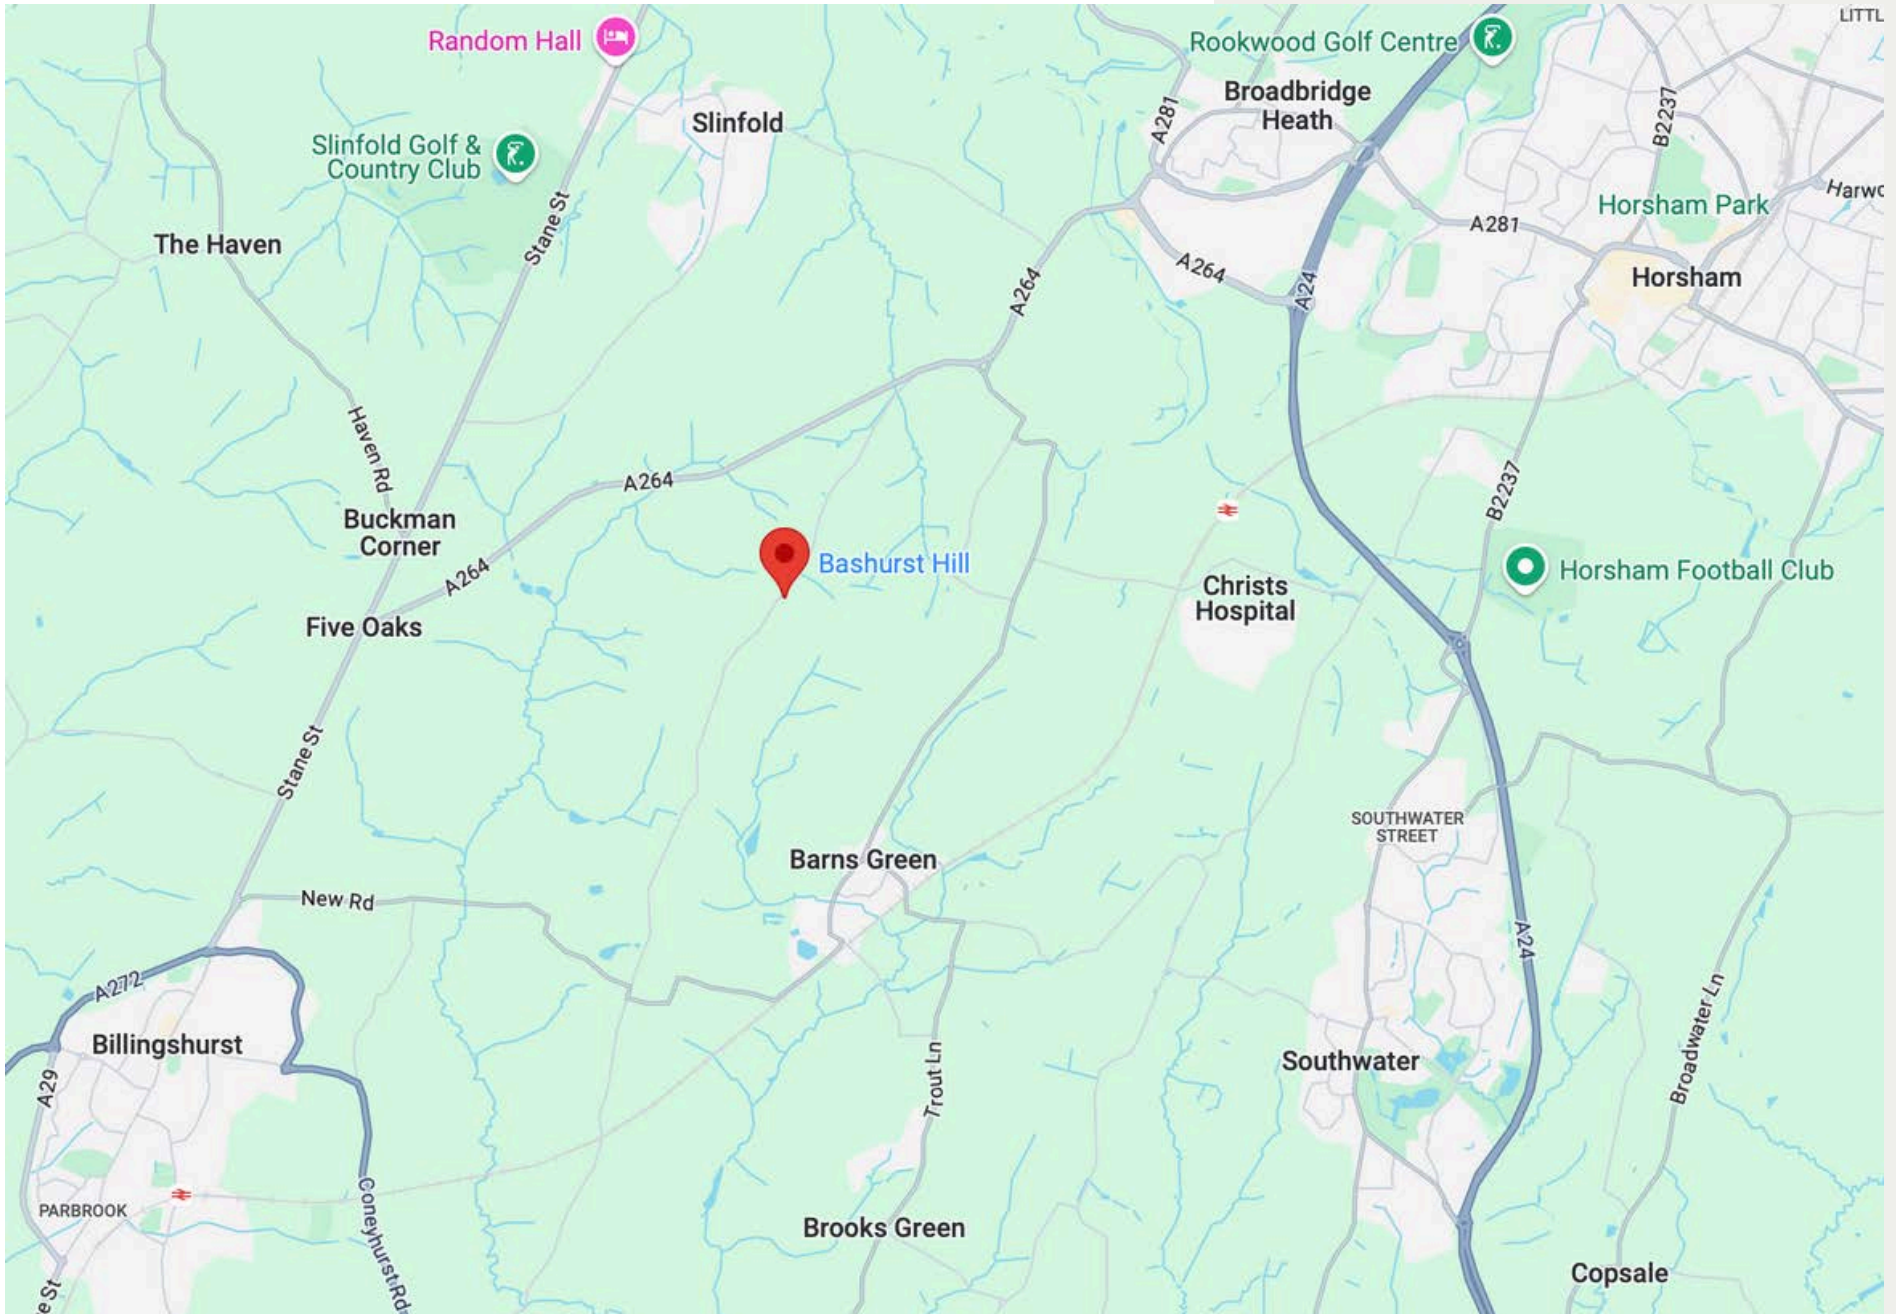 LITTL
Random Hall
Rookwood Golf Centre
Broadbridge
Heath
A281
B2237
Slinfold
Slinfold Golf &
Country Club
Stane St
Harwo
Horsham Park
A281
The Haven
A264
A264
A24
Horsham
Haven Rd
A264
B2237
Buckman
Corner
A264
Bashurst Hill
Christs
Hospital
Horsham Football Club
Five Oaks
Stane St
SOUTHWATER
STREET
Barns Green
New Rd
A24
A272
Billingshurst
A29
Trout Ln
Southwater
Broadwater Ln
PARBROOK
Coneyhurst Rd
Brooks Green
Copsale
e St